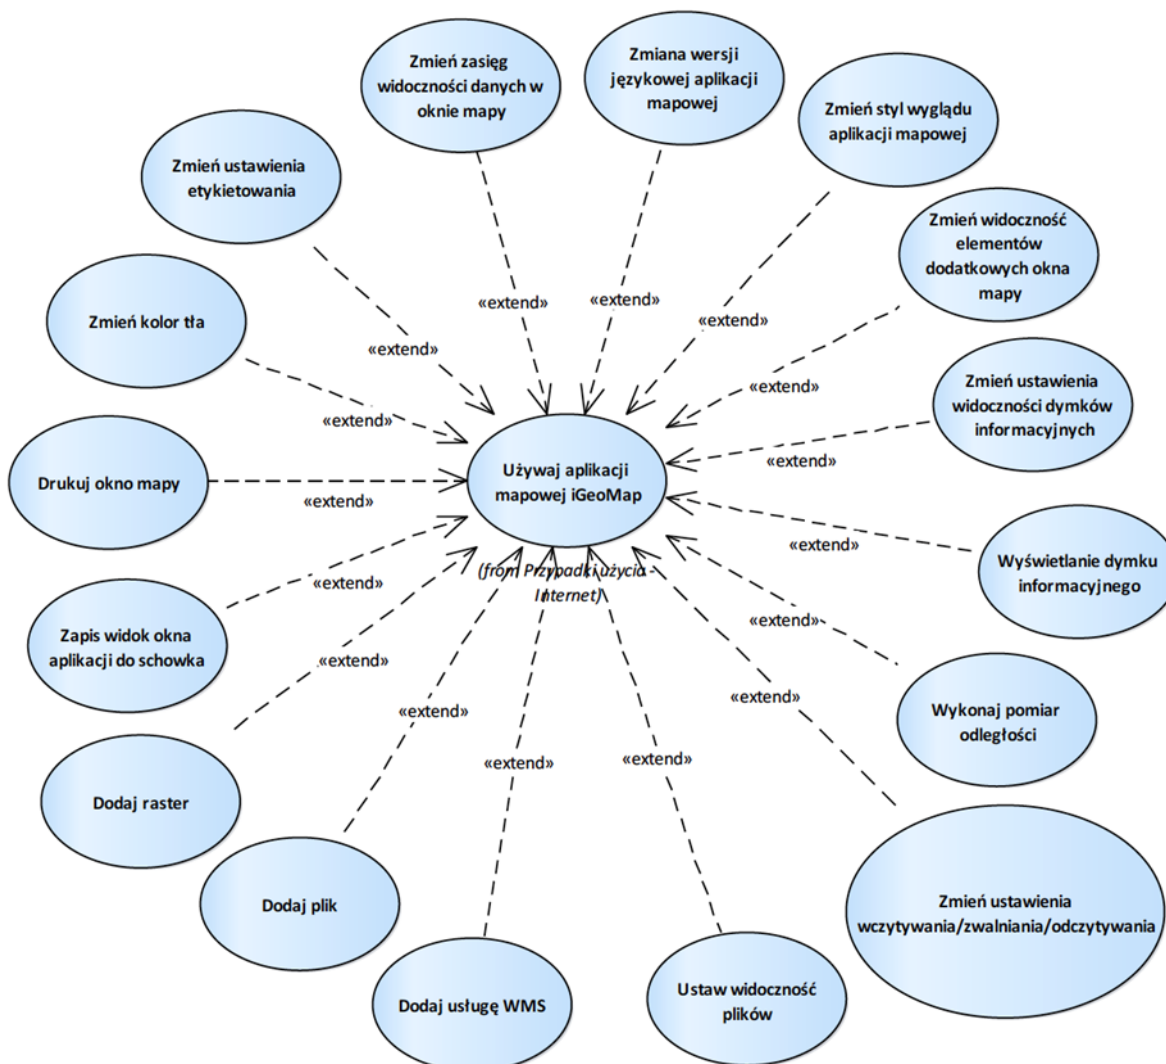 Zmień zasięg
widoczności danych w
oknie mapy
Zmiana wersji
językowej aplikacji
mapowej
Zmień styl wyglądu
aplikacji mapowej
Zmień ustawienia
etykietowania
Zmień widoczność
elementów
dodatkowych okna
mapy
«extend»
«extend»
«extend»
«extend»
Zmień kolor tła
«extend»
Zmień ustawienia
widoczności dymków
informacyjnych
«extend»
«extend»
Używaj aplikacji
mapowej iGeoMap
Drukuj okno mapy
«extend»
(from Przypadki użycia -
Internet)
«extend»
Wyświetlanie dymku
informacyjnego
«extend»
«extend»
Zapis widok okna
aplikacji do schowka
«extend»
«extend»
Wykonaj pomiar
odległości
«extend»
«extend»
«extend»
Dodaj raster
Dodaj plik
Zmień ustawienia
wczytywania/zwalniania/odczytywania
Dodaj usługę WMS
Ustaw widoczność
plików